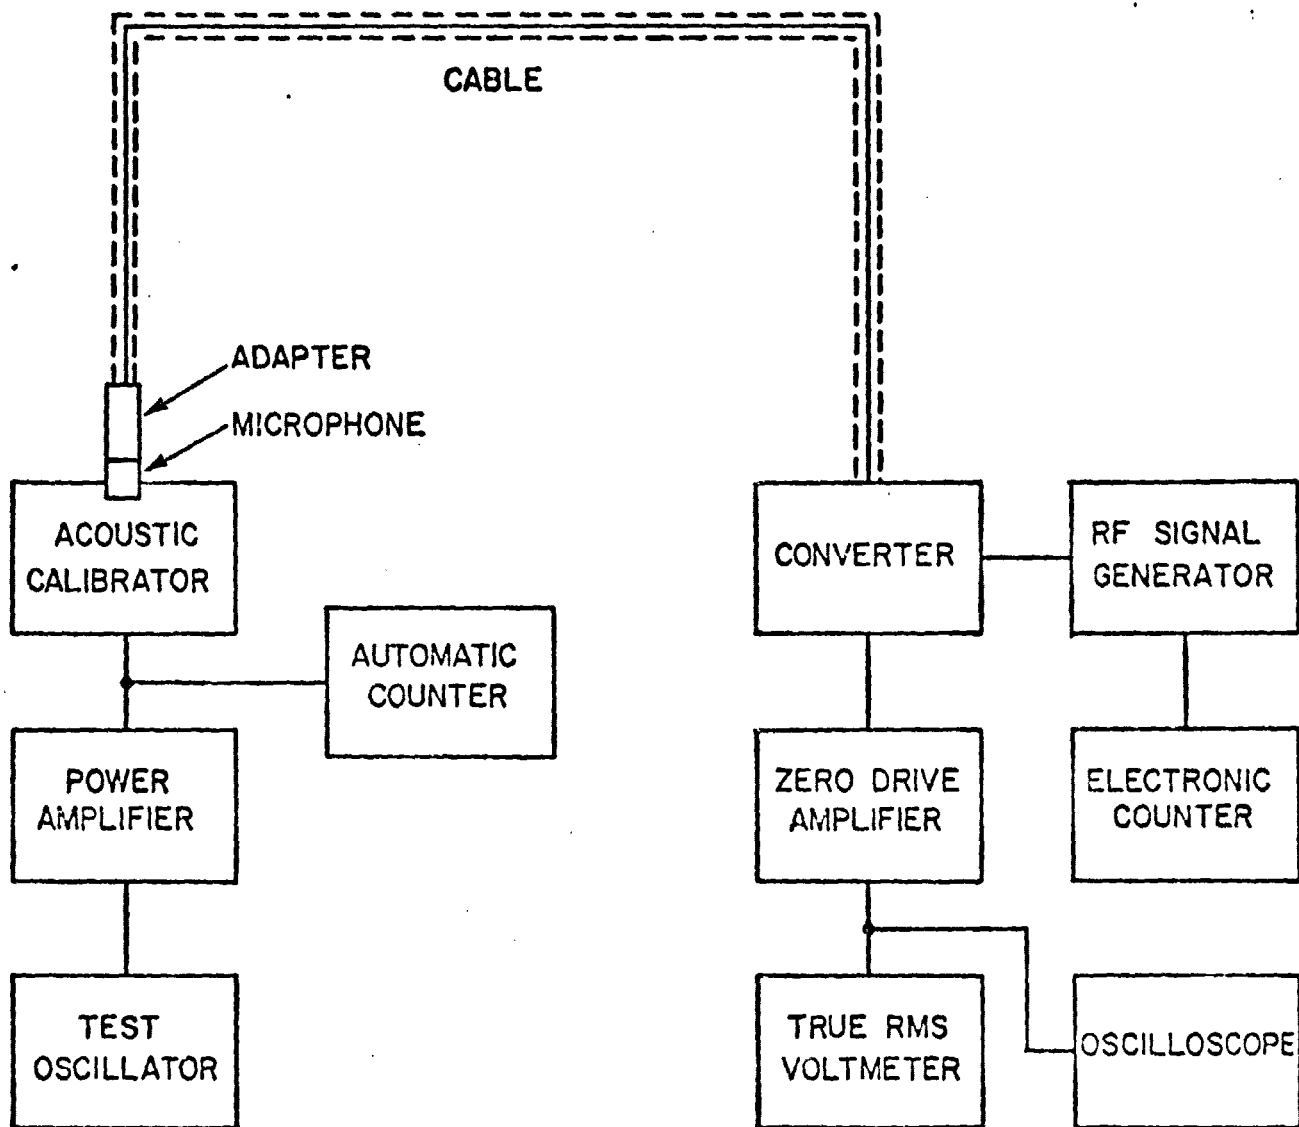 CABLE
ADAPTER
MICROPHONE
ACOUSTIC
CALIBRATOR
CONVERTER
RF SIGNAL
GENERATOR
AUTOMATIC
COUNTER
POWER
AMPLIFIER
ZERO DRIVE
AMPLIFIER
ELECTRONIC
COUNTER
TEST
OSCILLATOR
TRUE RMS
VOLTMETER
OSCILLOSCOPE